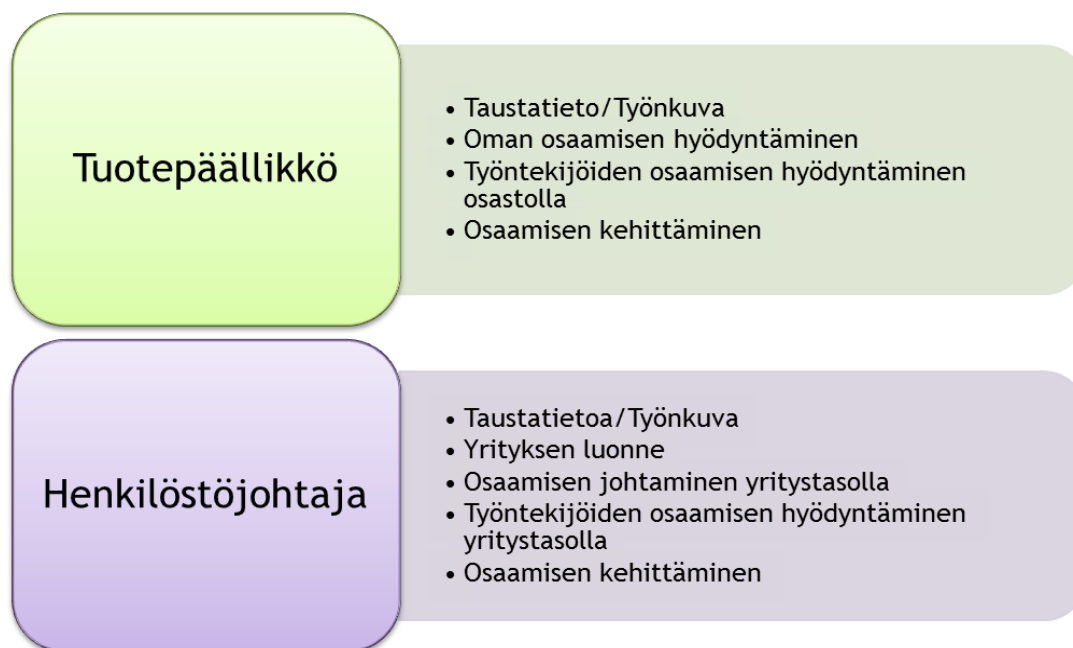 Tuotepäällikkö
• Taustatieto/Työnkuva
• Oman osaamisen hyödyntäminen
• Työntekijöiden osaamisen hyödyntäminen
osastolla
• Osaamisen kehittäminen
Henkilöstöjohtaja
• Taustatietoa/Työnkuva
• Yrityksen luonne
• Osaamisen johtaminen yritystasolla
• Työntekijöiden osaamisen hyödyntäminen
yritystasolla
• Osaamisen kehittäminen